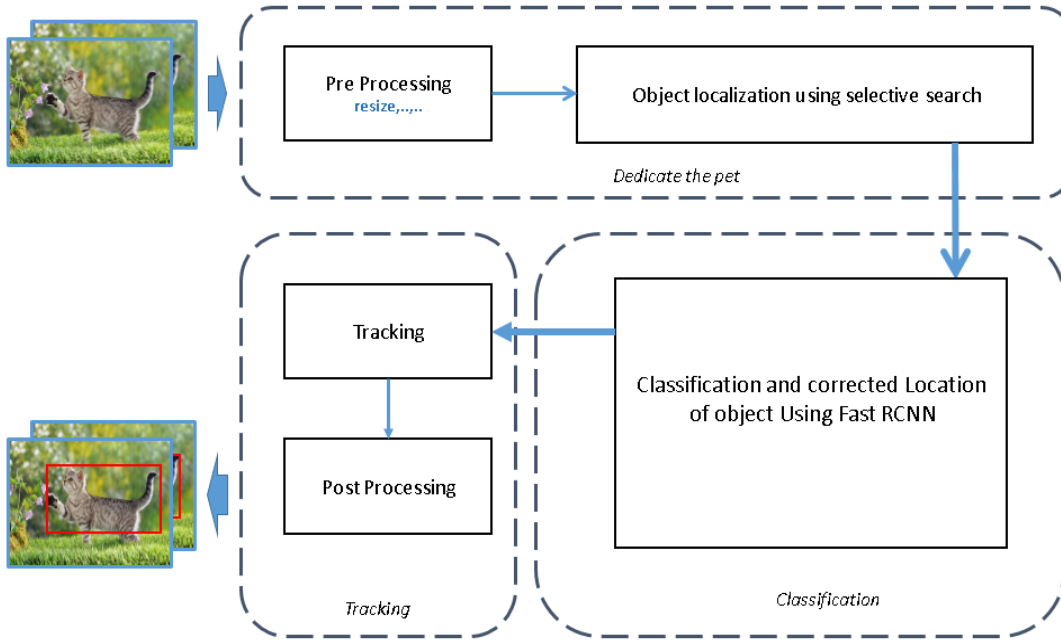 Pre Processing
resize,..,..
Object localization using selective search
Dedicate the pet
Tracking
Classification and corrected Location
of object Using Fast RCNN
Post Processing
Tracking
Classification